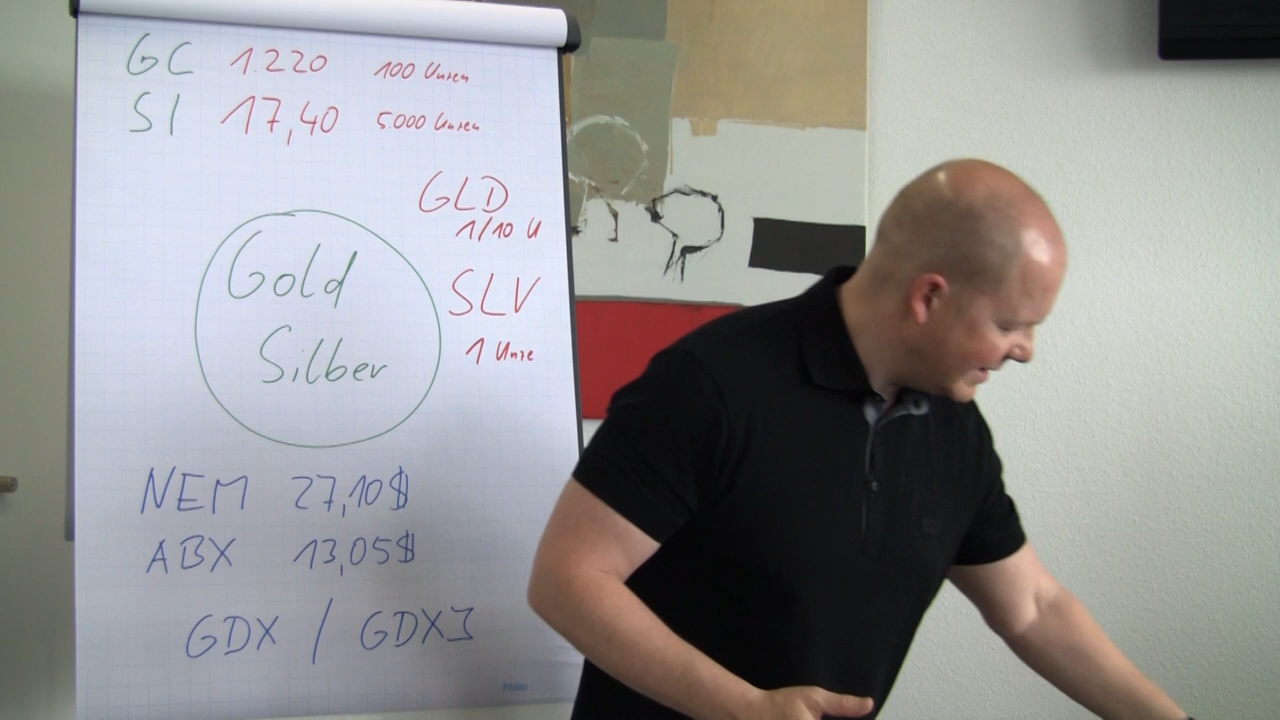 GC 1.220 100 Unzen
SI 17,40 5.000 Unzen
GLD
1/10 U
Gold
SLV
Silber
1 Unze
NEM 27,10$
ABX 13,05$
GDX / GDXJ